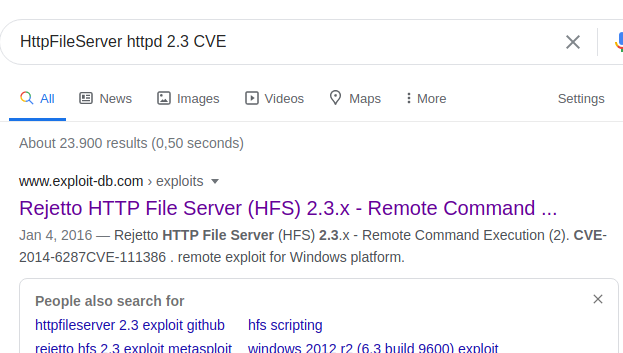 HttpFileServer httpd 2.3 CVE
All News Images Videos Maps More Settings
About 23.900 results (0,50 seconds)
www.exploit-db.com › exploits
Rejetto HTTP File Server (HFS) 2.3.x - Remote Command ...
Jan 4, 2016 — Rejetto HTTP File Server (HFS) 2.3.x - Remote Command Execution (2). CVE-
2014-6287CVE-111386 . remote exploit for Windows platform.
People also search for
httpfileserver 2.3 exploit github hfs scripting
rejetto hfs 2.3 exploit metasploit windows 2012 r2 (6.3 build 9600) exploit